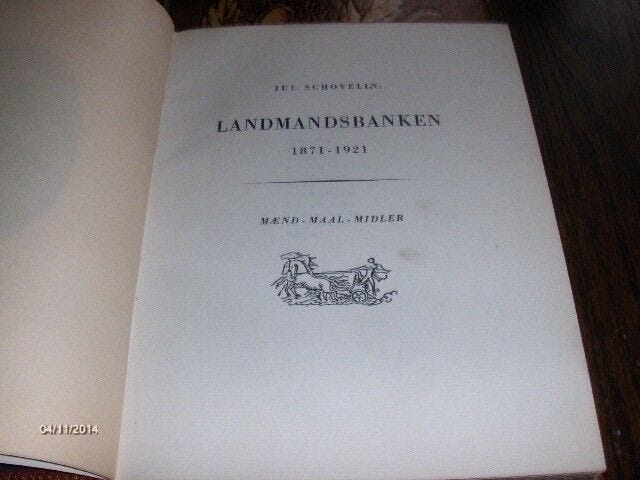 JUL. SCHOVELIN:
LANDMANDSBANKEN
1871-1921
MÆND - MAAL - MIDLER
04/11/2014